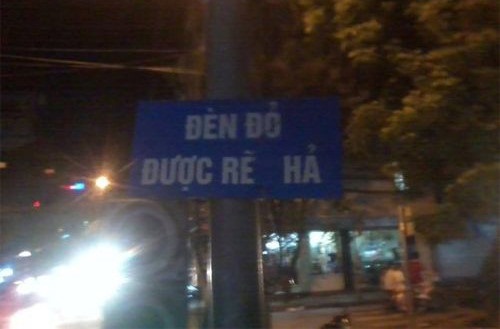 ĐÈN ĐỎ
ĐƯỢC RẼ HẢ